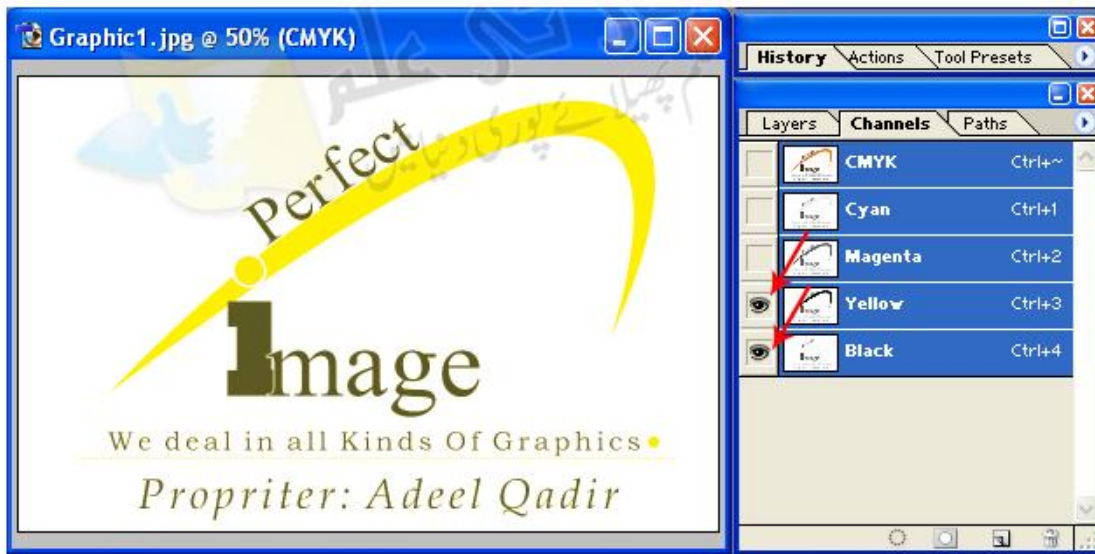 Graphic1.jpg @ 50% (CMYK)
Perfect
Image
We deal in all Kinds Of Graphics
Propriter: Adeel Qadir
History Actions Tool Presets
Layers Channels Paths
CMYK Ctrl+~
Cyan Ctrl+1
Magenta Ctrl+2
Yellow Ctrl+3
Black Ctrl+4